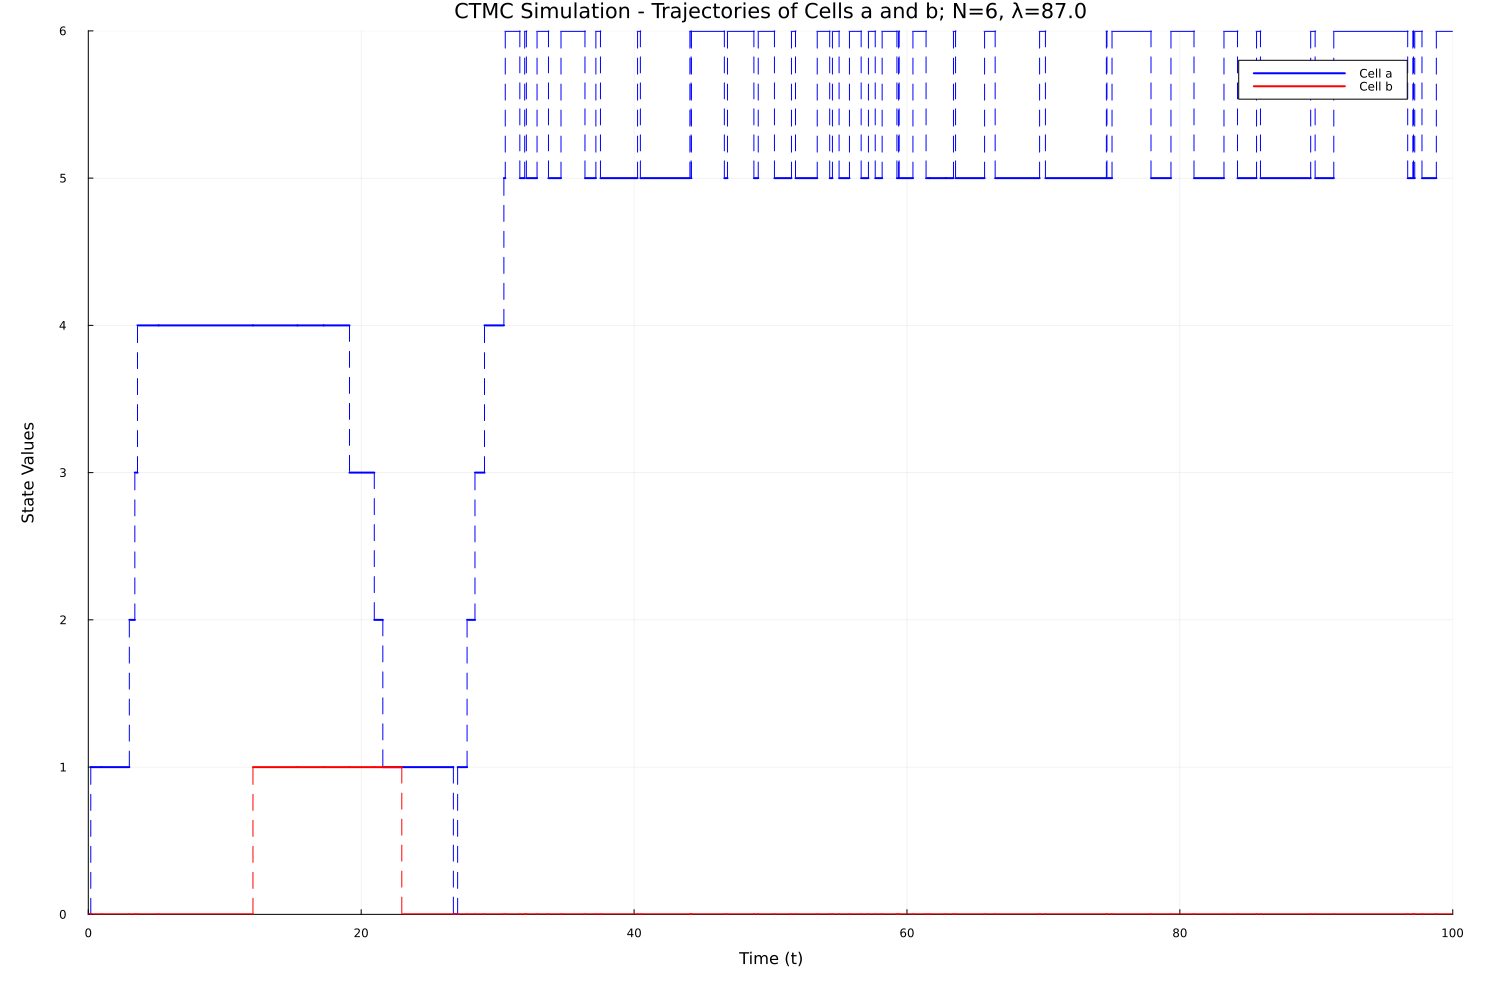 CTMC Simulation - Trajectories of Cells a and b; N=6, λ=87.0
6
Cell a
Cell b
5
4
3
State Values
2
1
0
0 20 40 60 80 100
Time (t)